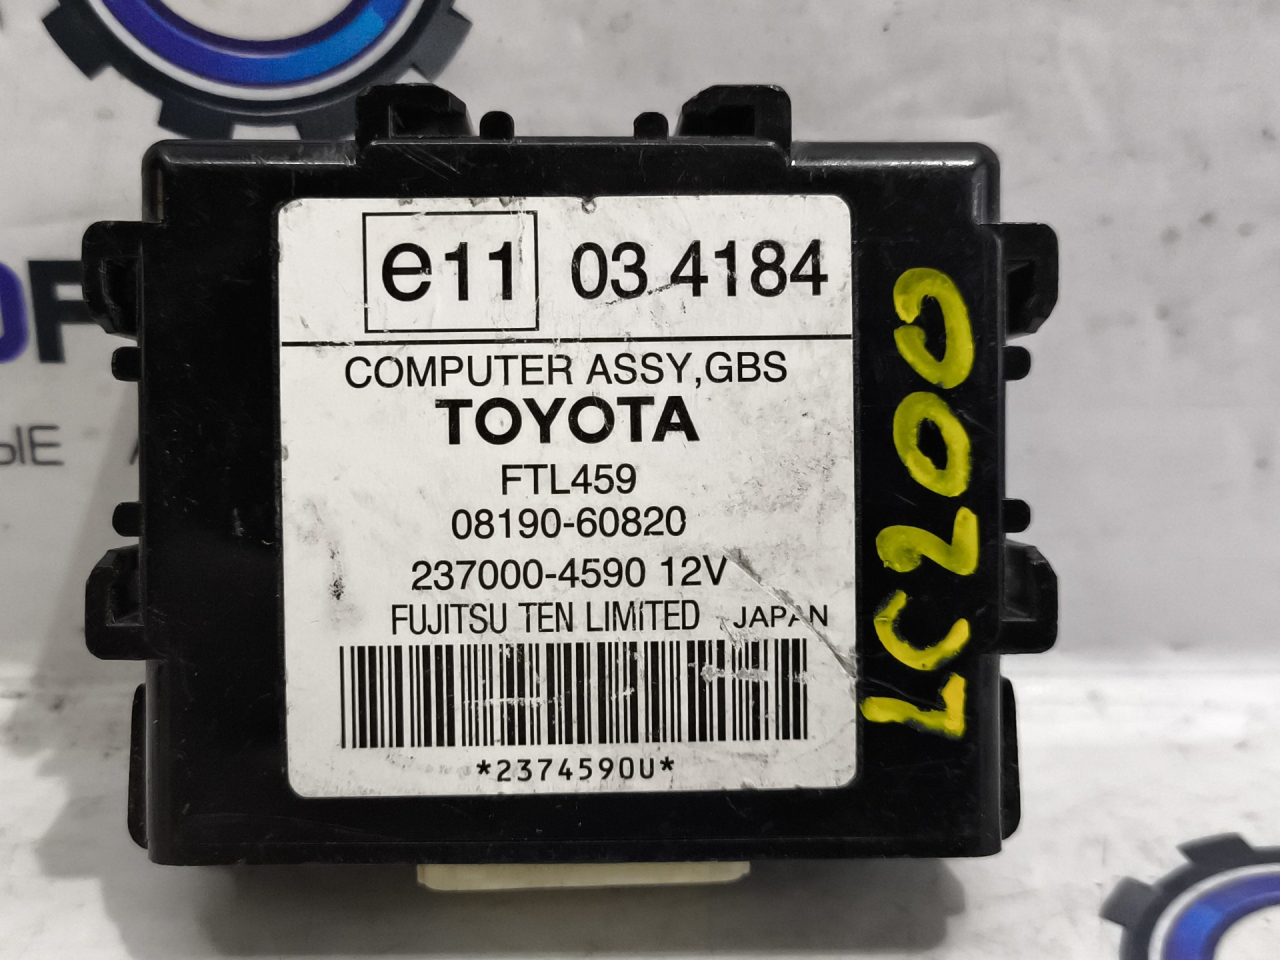 e11 03 4184
COMPUTER ASSY,GBS
TOYOTA
FTL459
08190-60820
237000-4590 12V
FUJITSU TEN LIMITED JAPAN
*2374590U*
LC200